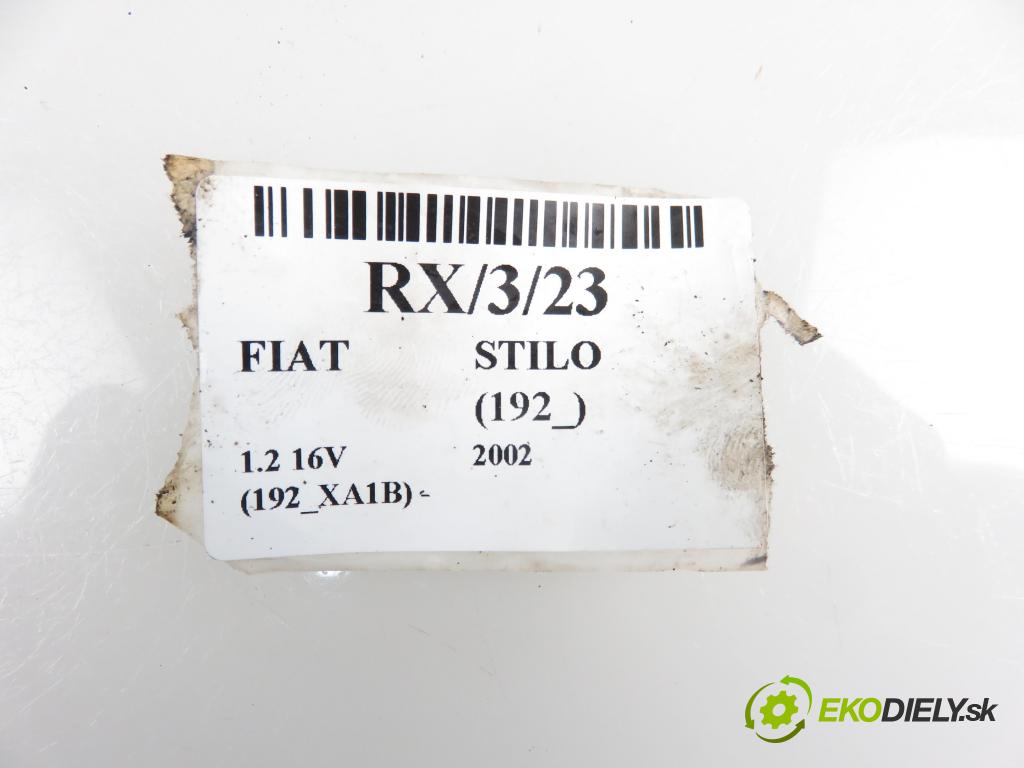 RX/3/23
FIAT STILO
(192_)
1.2 16V 2002
(192_XA1B) -
EKODIELY.sk